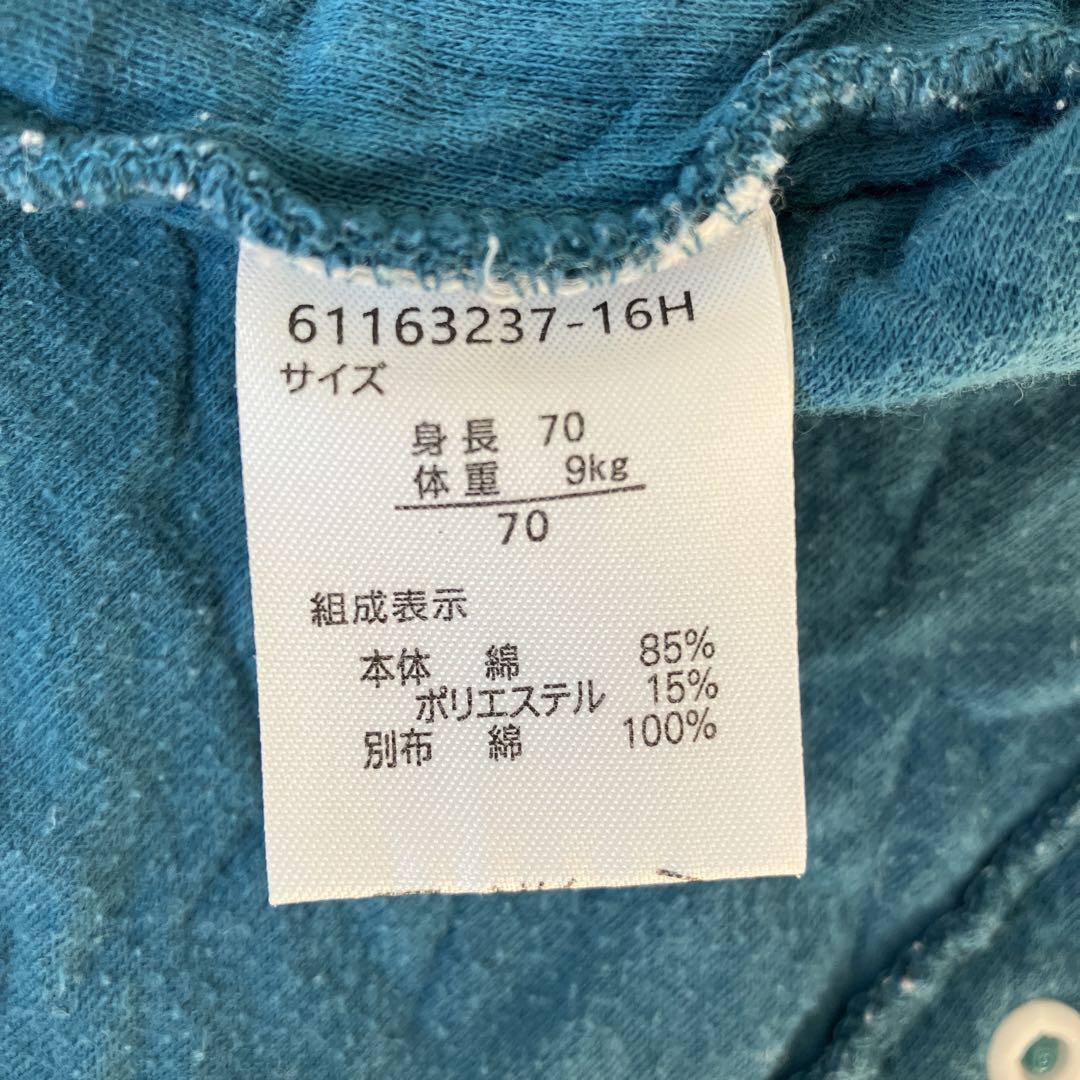 61163237-16H
サイズ
身長 70
体重 9kg
70
組成表示
本体 綿 85%
ポリエステル 15%
別布 綿 100%